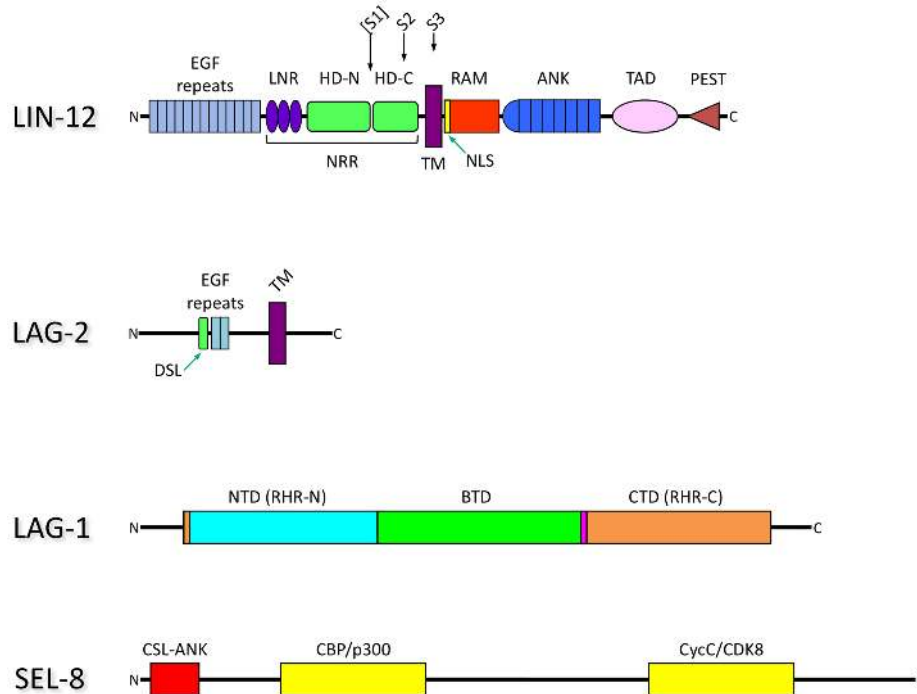 [S1] S2 S3
EGF
repeats
LNR HD-N HD-C RAM ANK TAD PEST
LIN-12 N C
NRR TM NLS
EGF
repeats
TM
LAG-2 N C
DSL
NTD (RHR-N) BTD CTD (RHR-C)
LAG-1 N C
CSL-ANK CBP/p300 CycC/CDK8
SEL-8 N